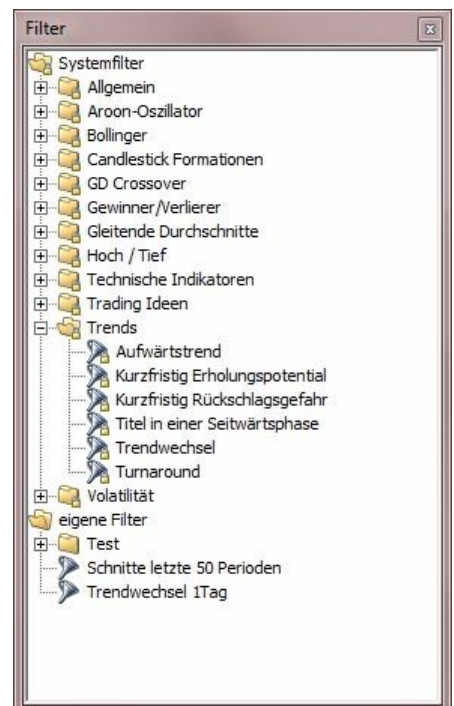 Filter
Systemfilter
Allgemein
Aroon-Oszillator
Bollinger
Candlestick Formationen
GD Crossover
Gewinner/Verlierer
Gleitende Durchschnitte
Hoch / Tief
Technische Indikatoren
Trading Ideen
Trends
Aufwärtstrend
Kurzfristig Erholungspotential
Kurzfristig Rückschlagsgefahr
Titel in einer Seitwärtsphase
Trendwechsel
Turnaround
Volatilität
eigene Filter
Test
Schnitte letzte 50 Perioden
Trendwechsel 1Tag